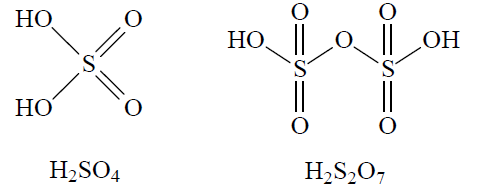 HO O
S
HO O
H₂SO₄
O O
HO O OH
S S
O O
H₂S₂O₇